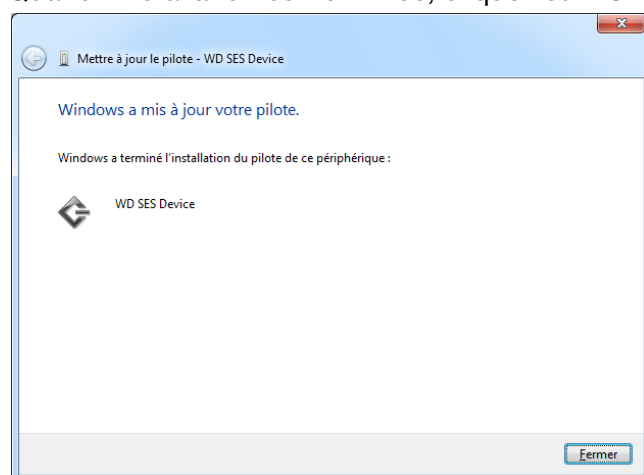 Mettre à jour le pilote - WD SES Device
Windows a mis à jour votre pilote.
Windows a terminé l'installation du pilote de ce périphérique :
WD SES Device
Fermer